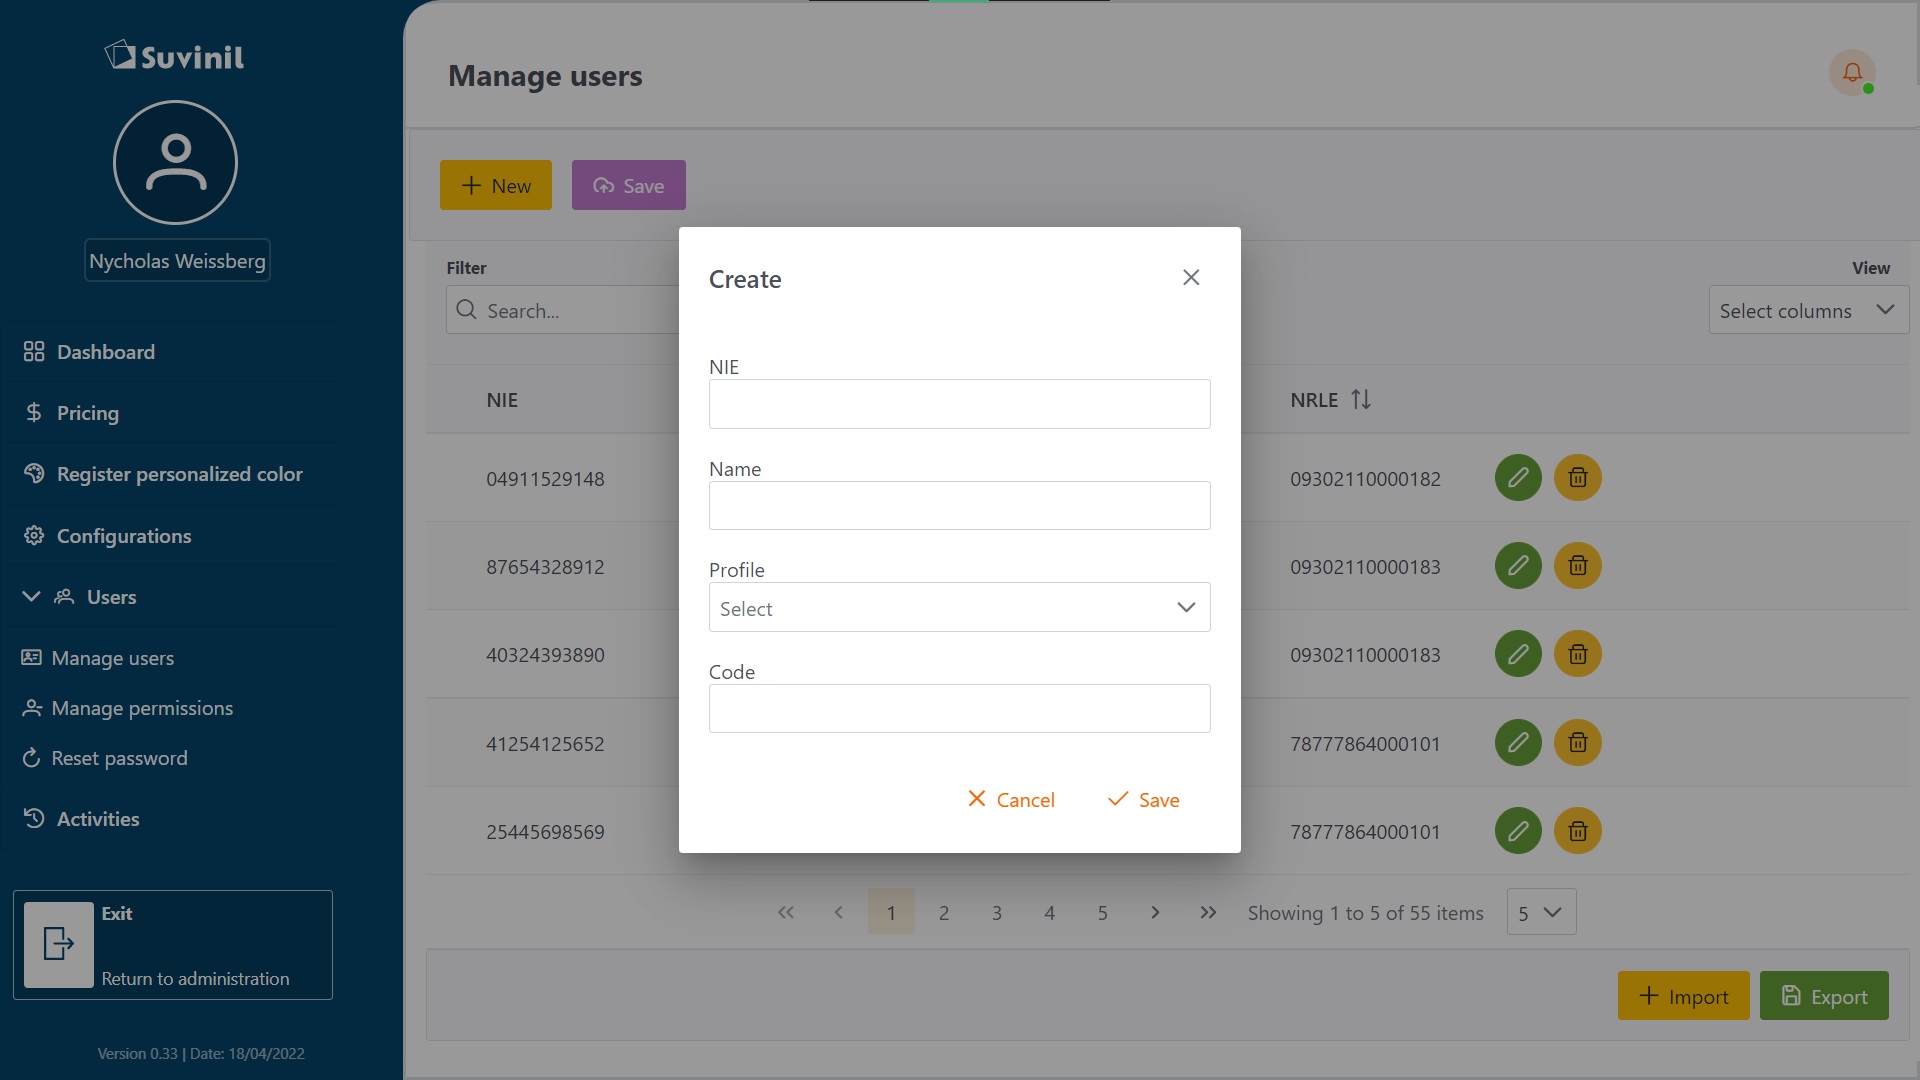 Suvinil
Nycholas Weissberg
Dashboard
Pricing
Register personalized color
Configurations
Users
Manage users
Manage permissions
Reset password
Activities
Exit
Return to administration
Version 0.33 | Date: 18/04/2022
Manage users
New
Save
Filter
View
Search...
Select columns
NIE
NRLE
04911529148
09302110000182
87654328912
09302110000183
40324393890
09302110000183
41254125652
78777864000101
25445698569
78777864000101
1 2 3 4 5 Showing 1 to 5 of 55 items 5
Import
Export
Create
NIE
Name
Profile
Select
Code
Cancel
Save